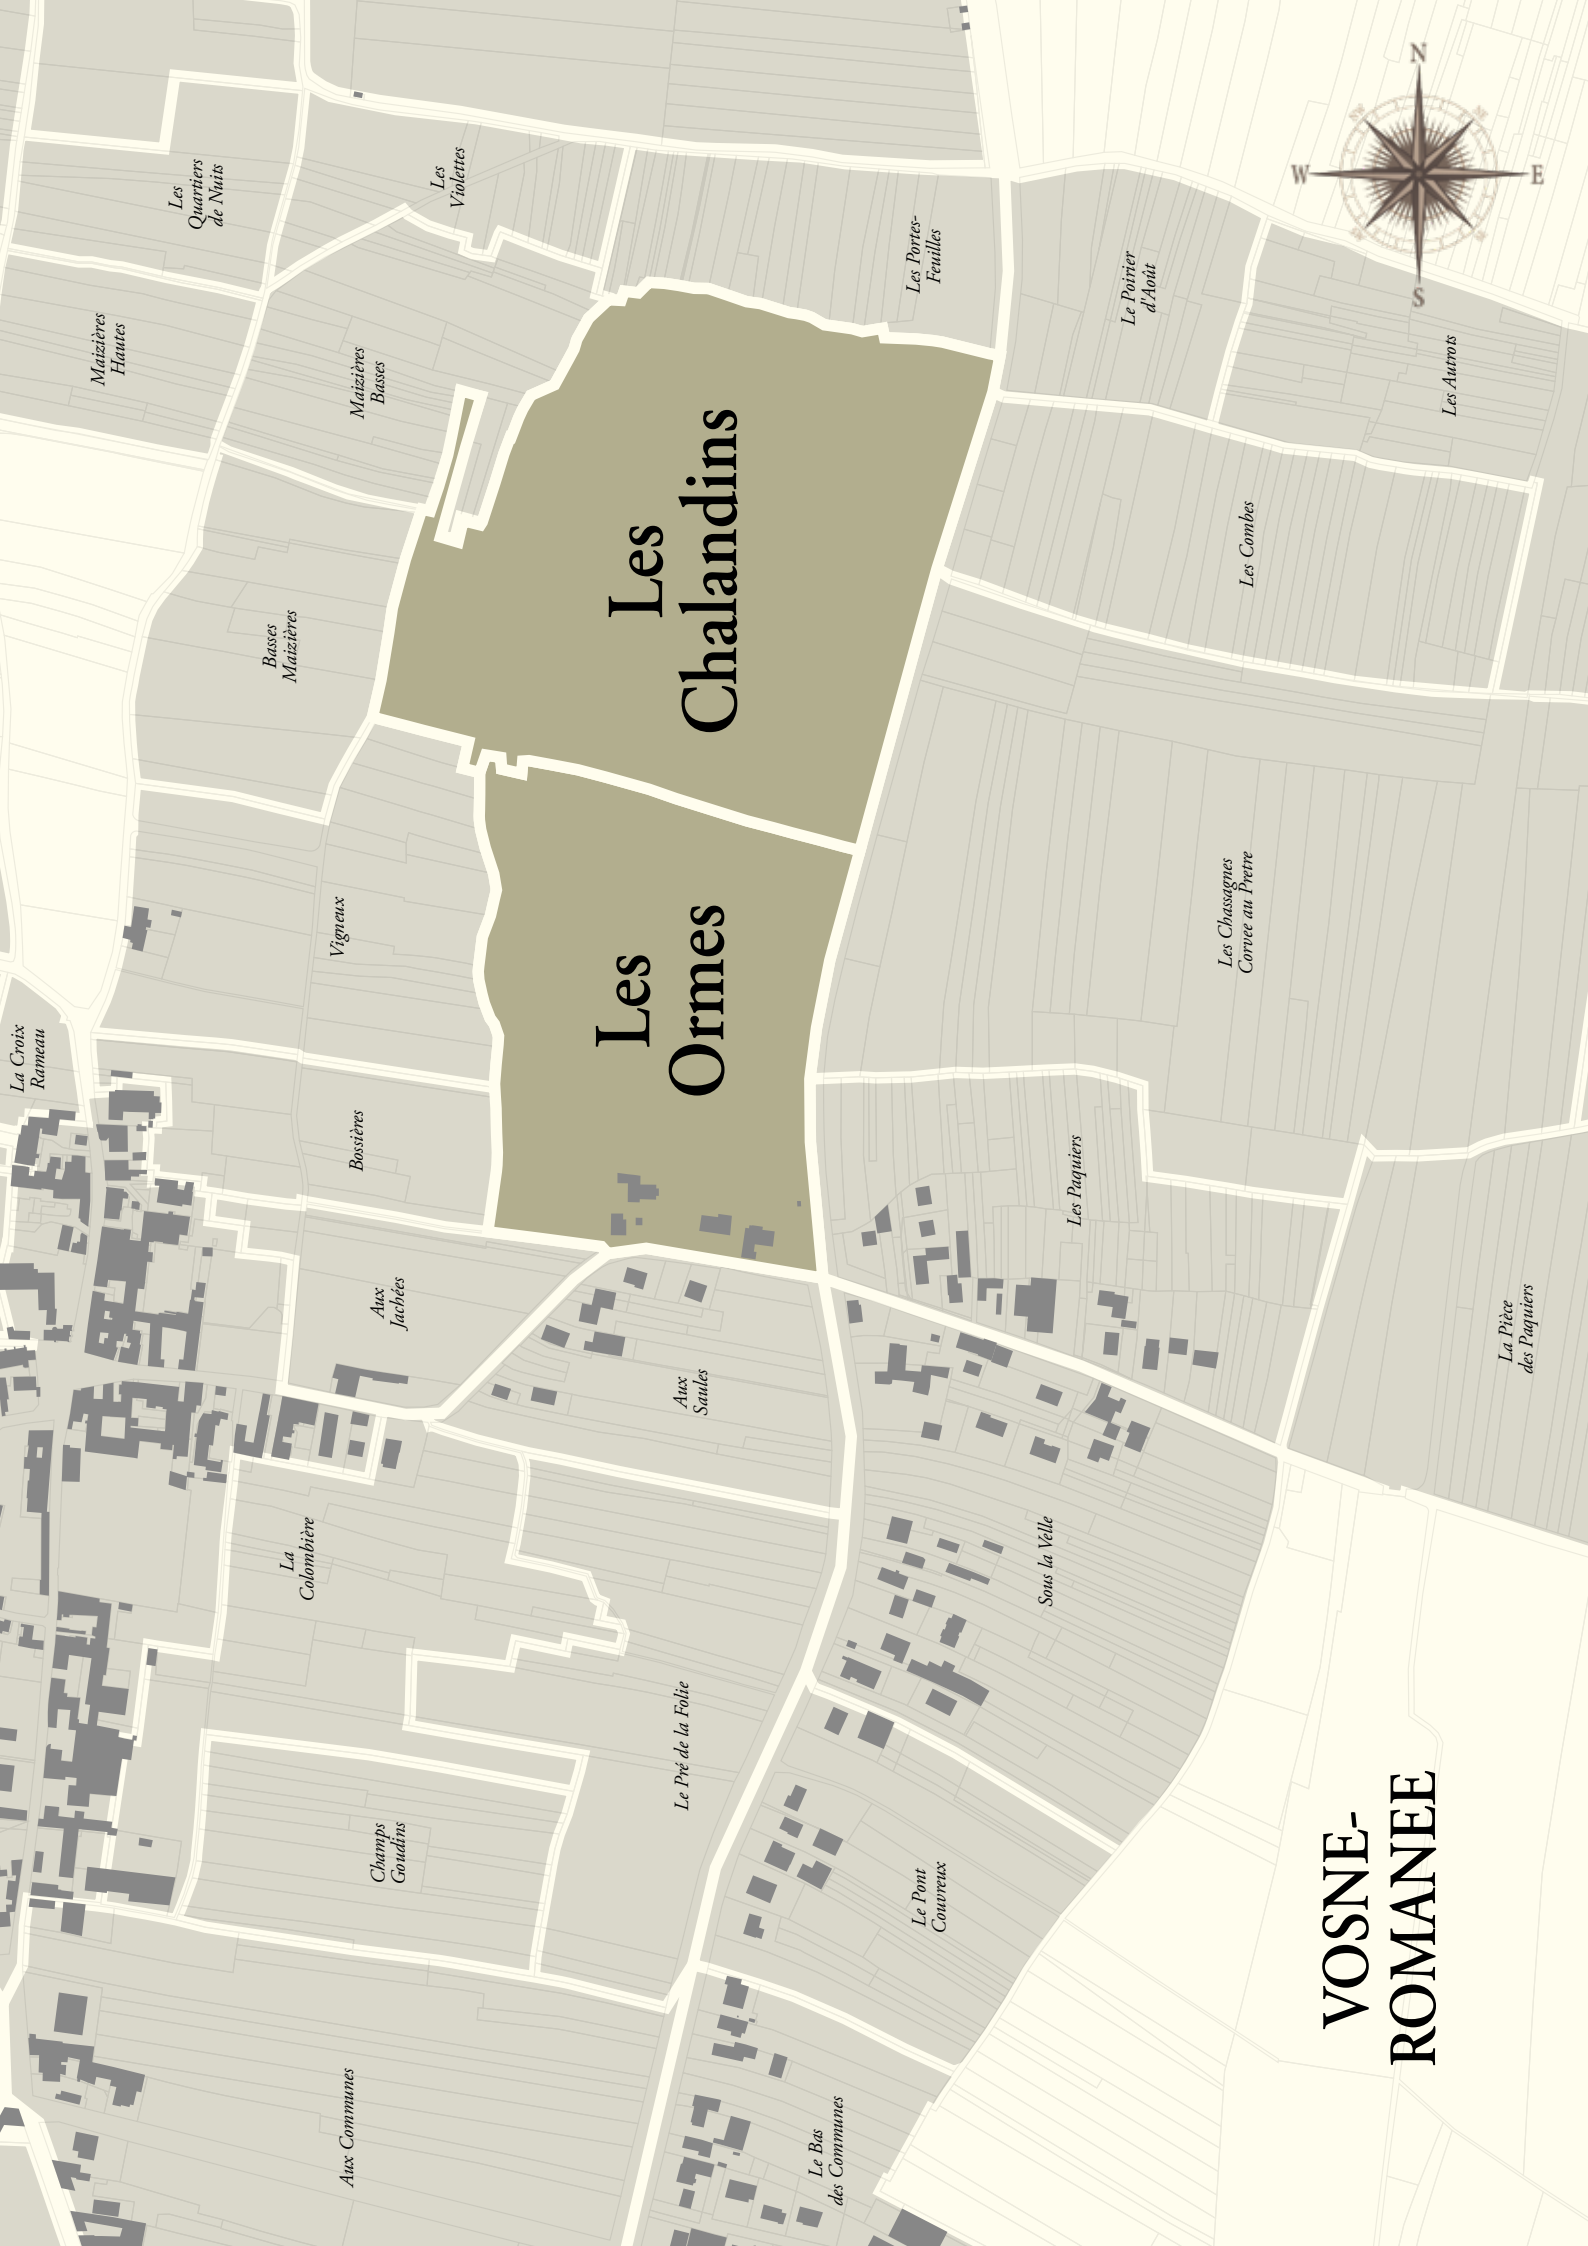 N
W
E
S
Les
Quartiers
de Nuits
Les
Violettes
Les Portes-
Feuilles
Le Poirier
d'Août
Maizières
Hautes
Maizières
Basses
Les Autrots
Les
Chalandins
Les Combes
Basses
Maizières
Vigneux
Les
Ormes
Les Chassagnes
Corvee au Pretre
La Croix
Rameau
Bossières
Les Paquiers
Aux
Jachées
Aux
Saules
La Pièce
des Paquiers
La
Colombière
Sous la Velle
Le Pré de la Folie
Champs
Goudins
Le Pont
Couvreux
VOSNE-
ROMANEE
Aux Communes
Le Bas
des Communes